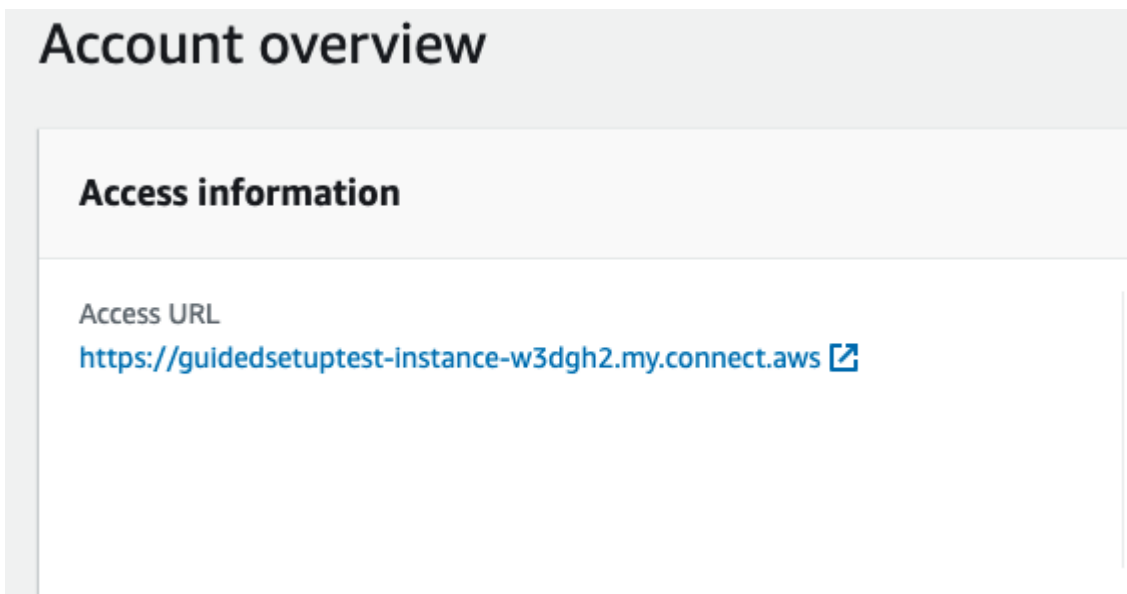 Account overview
Access information
Access URL
https://guidedsetuptest-instance-w3dgh2.my.connect.aws